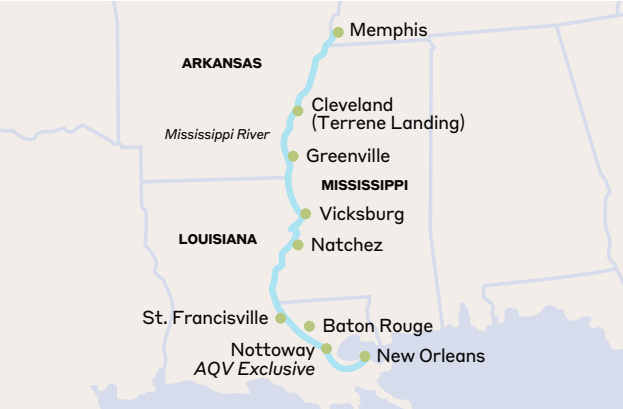 Memphis
ARKANSAS
Cleveland
(Terrene Landing)
Mississippi River
Greenville
MISSISSIPPI
Vicksburg
LOUISIANA
Natchez
St. Francisville
Baton Rouge
Nottoway
AQV Exclusive
New Orleans